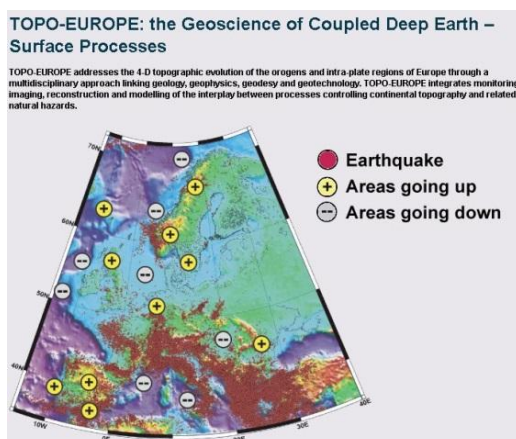 TOPO-EUROPE: the Geoscience of Coupled Deep Earth –
Surface Processes
TOPO-EUROPE addresses the 4-D topographic evolution of the orogens and intra-plate regions of Europe through a
multidisciplinary approach linking geology, geophysics, geodesy and geotechnology. TOPO-EUROPE integrates monitoring,
imaging, reconstruction and modelling of the interplay between processes controlling continental topography and related
natural hazards.
70N
Earthquake
+ Areas going up
-- Areas going down
60N
50N
40N
10W
0E
30E
40E